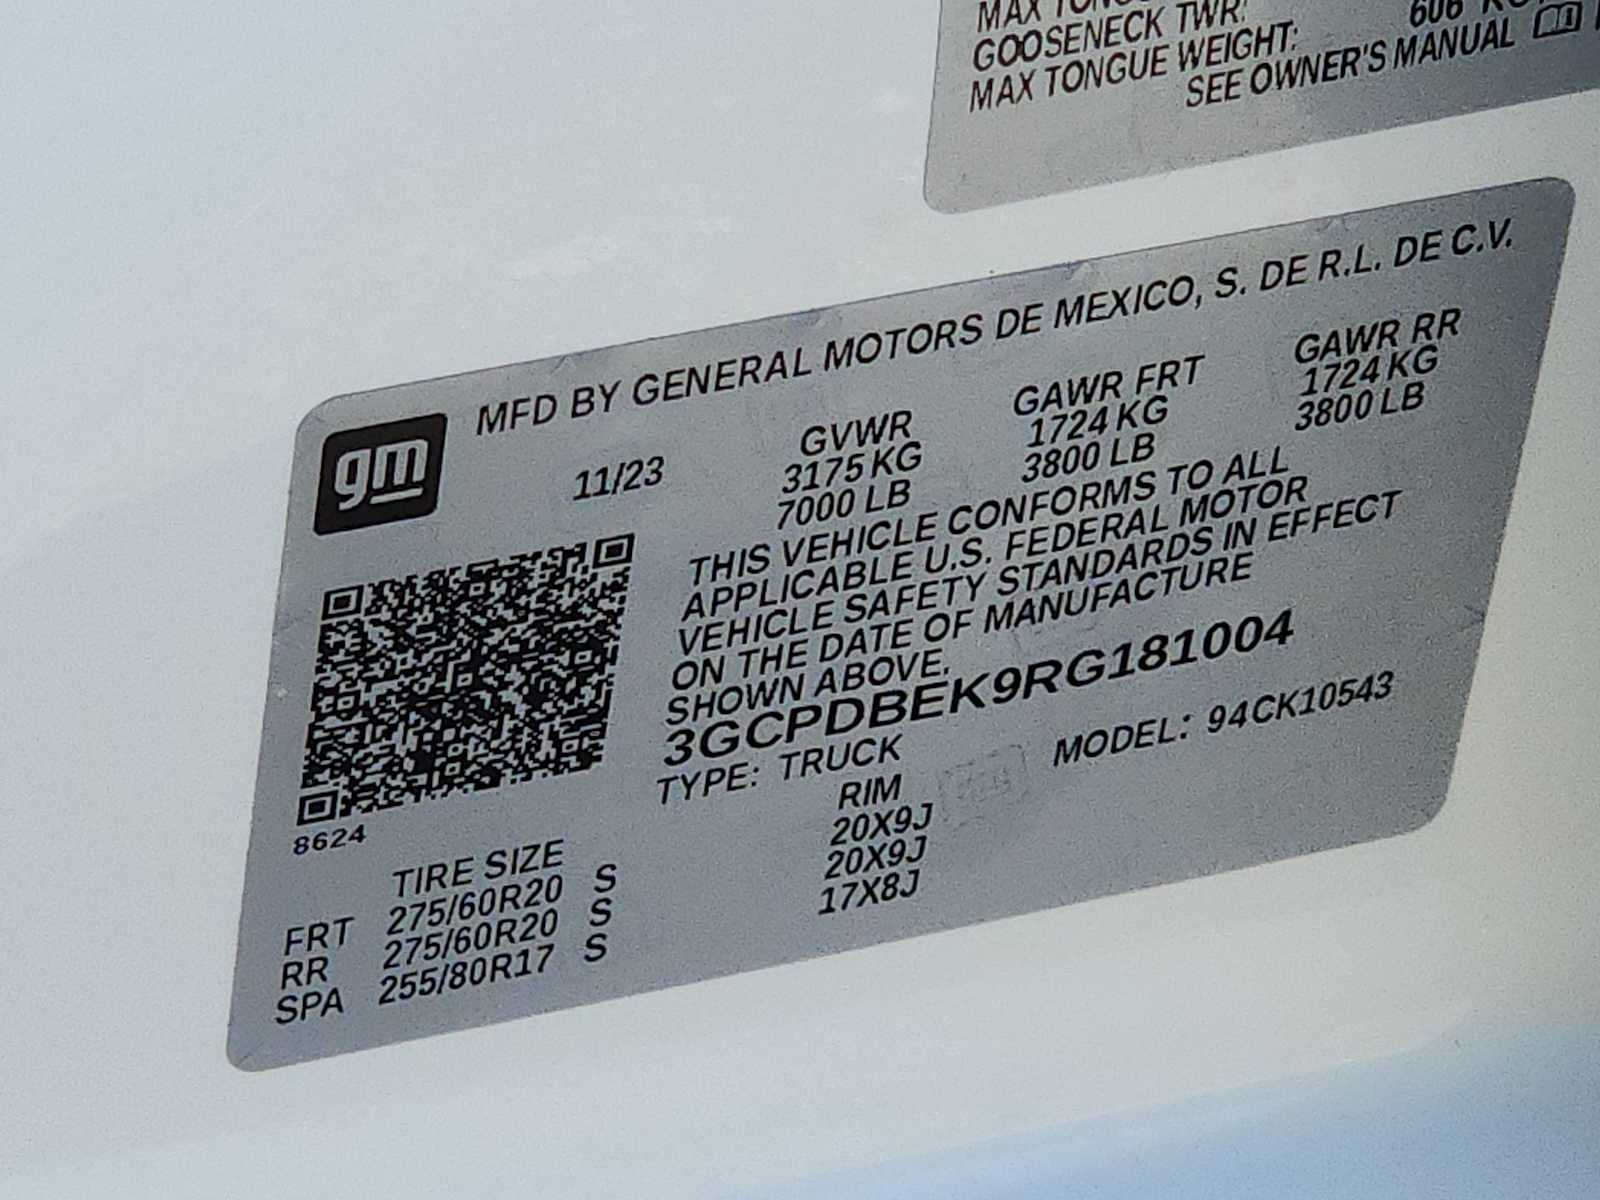 MAX TONGUE
GOOSENECK TWR:
MAX TONGUE WEIGHT: 606
SEE OWNER'S MANUAL
gm
MFD BY GENERAL MOTORS DE MEXICO, S. DE R.L. DE C.V.
11/23 GVWR GAWR FRT GAWR RR
3175 KG 1724 KG 1724 KG
7000 LB 3800 LB 3800 LB
THIS VEHICLE CONFORMS TO ALL
APPLICABLE U.S. FEDERAL MOTOR
VEHICLE SAFETY STANDARDS IN EFFECT
ON THE DATE OF MANUFACTURE
SHOWN ABOVE.
3GCPDBEK9RG181004
TYPE: TRUCK MODEL: 94CK10543
8624
TIRE SIZE RIM
FRT 275/60R20 S 20X9J
RR 275/60R20 S 20X9J
SPA 255/80R17 S 17X8J